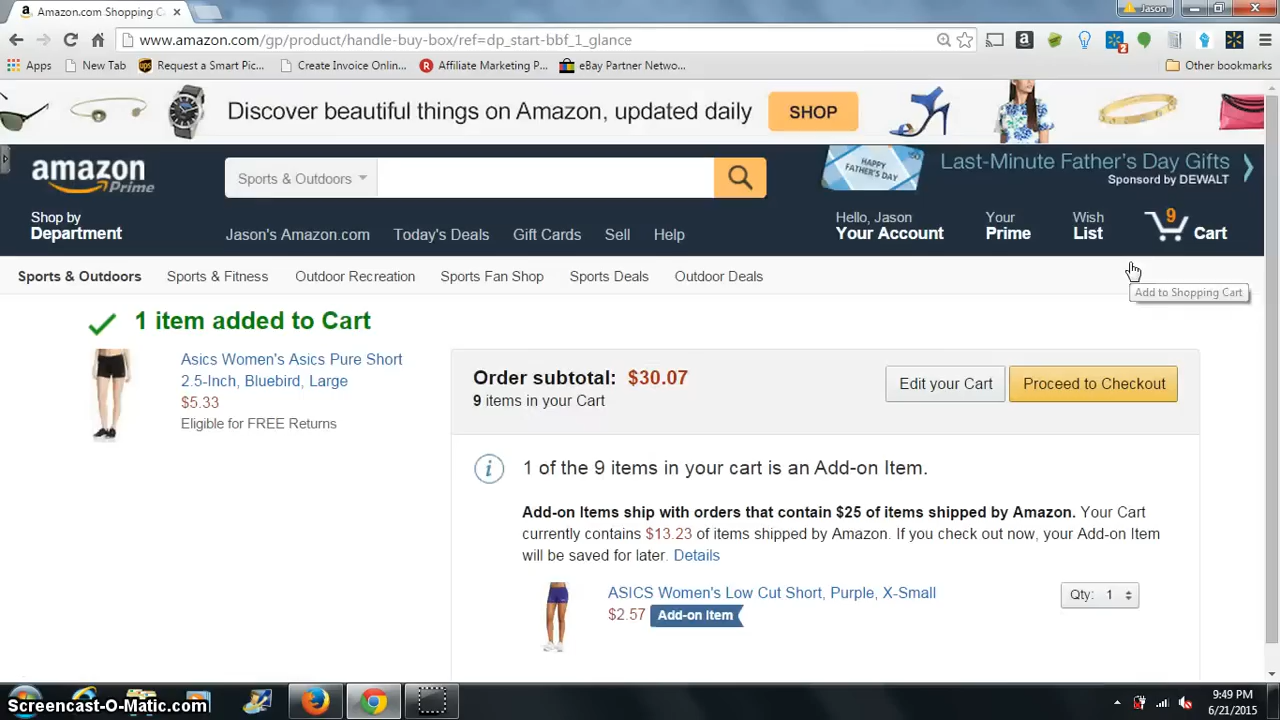 Amazon.com Shopping C
Jason
www.amazon.com/gp/product/handle-buy-box/ref=dp_start-bbf_1_glance
2
Apps
New Tab
Request a Smart Pic...
Create Invoice Onli...
Affiliate Marketing P...
eBay Partner Netwo...
Other bookmarks
Discover beautiful things on Amazon, updated daily
SHOP
amazon
Prime
Sports & Outdoors
HAPPY
FATHER'S DAY
Last-Minute Father's Day Gifts
Sponsord by DEWALT
Shop by
Department
Jason's Amazon.com
Today's Deals
Gift Cards
Sell
Help
Hello, Jason
Your Account
Your
Prime
Wish
List
9
Cart
Sports & Outdoors
Sports & Fitness
Outdoor Recreation
Sports Fan Shop
Sports Deals
Outdoor Deals
Add to Shopping Cart
1 item added to Cart
Asics Women's Asics Pure Short
2.5-Inch, Bluebird, Large
$5.33
Eligible for FREE Returns
Order subtotal: $30.07
9 items in your Cart
Edit your Cart
Proceed to Checkout
1 of the 9 items in your cart is an Add-on Item.
Add-on Items ship with orders that contain $25 of items shipped by Amazon. Your Cart
currently contains $13.23 of items shipped by Amazon. If you check out now, your Add-on Item
will be saved for later. Details
ASICS Women's Low Cut Short, Purple, X-Small
$2.57
Add-on Item
Qty: 1
Screencast-O-Matic.com
9:49 PM
6/21/2015